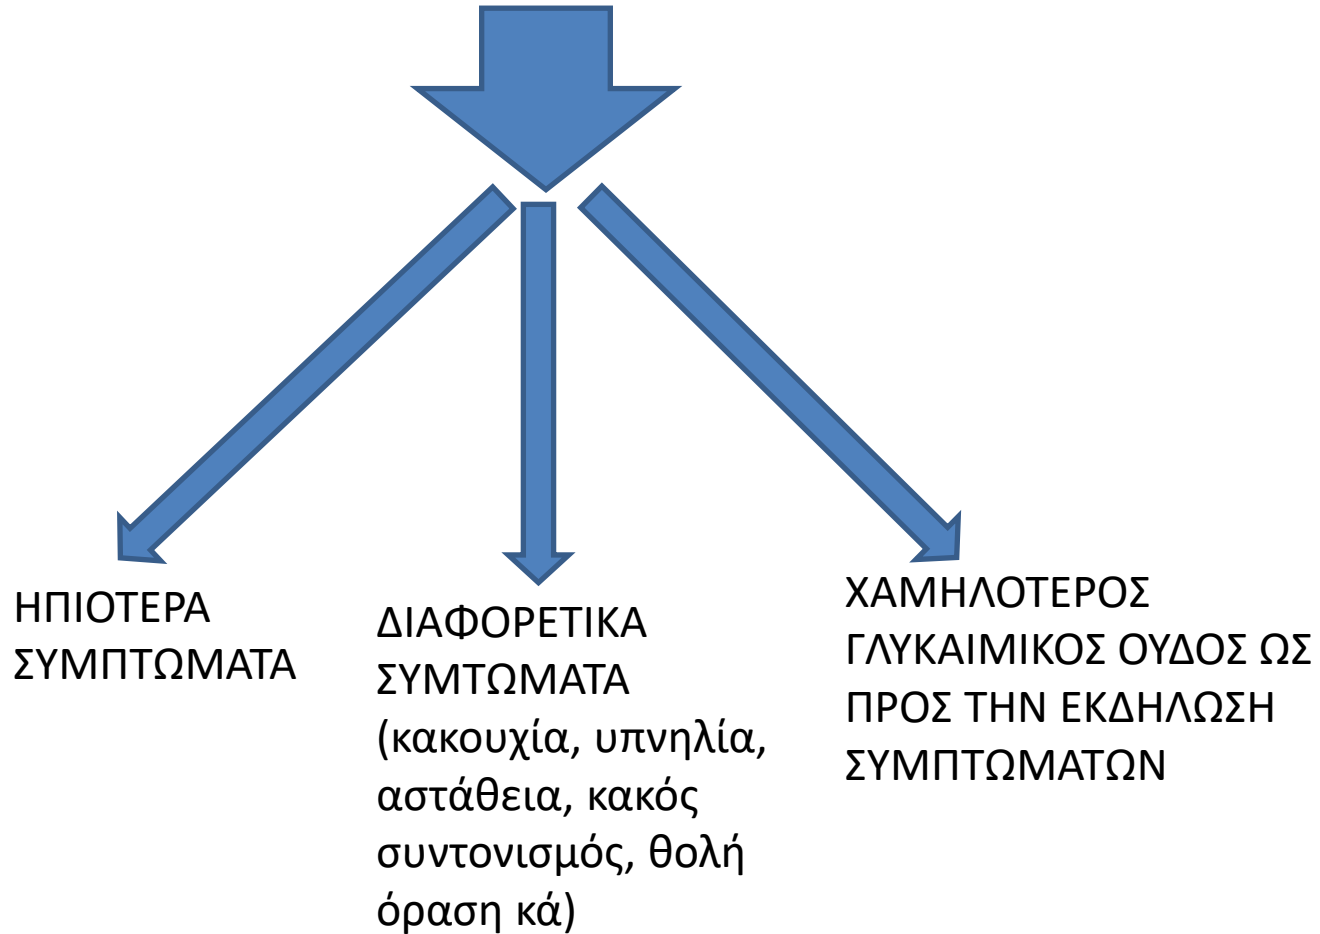 ΗΠΙΟΤΕΡΑ
ΣΥΜΠΤΩΜΑΤΑ
ΔΙΑΦΟΡΕΤΙΚΑ
ΣΥΜΤΩΜΑΤΑ
(κακουχία, υπνηλία,
αστάθεια, κακός
συντονισμός, θολή
όραση κά)
ΧΑΜΗΛΟΤΕΡΟΣ
ΓΛΥΚΑΙΜΙΚΟΣ ΟΥΔΟΣ ΩΣ
ΠΡΟΣ ΤΗΝ ΕΚΔΗΛΩΣΗ
ΣΥΜΠΤΩΜΑΤΩΝ